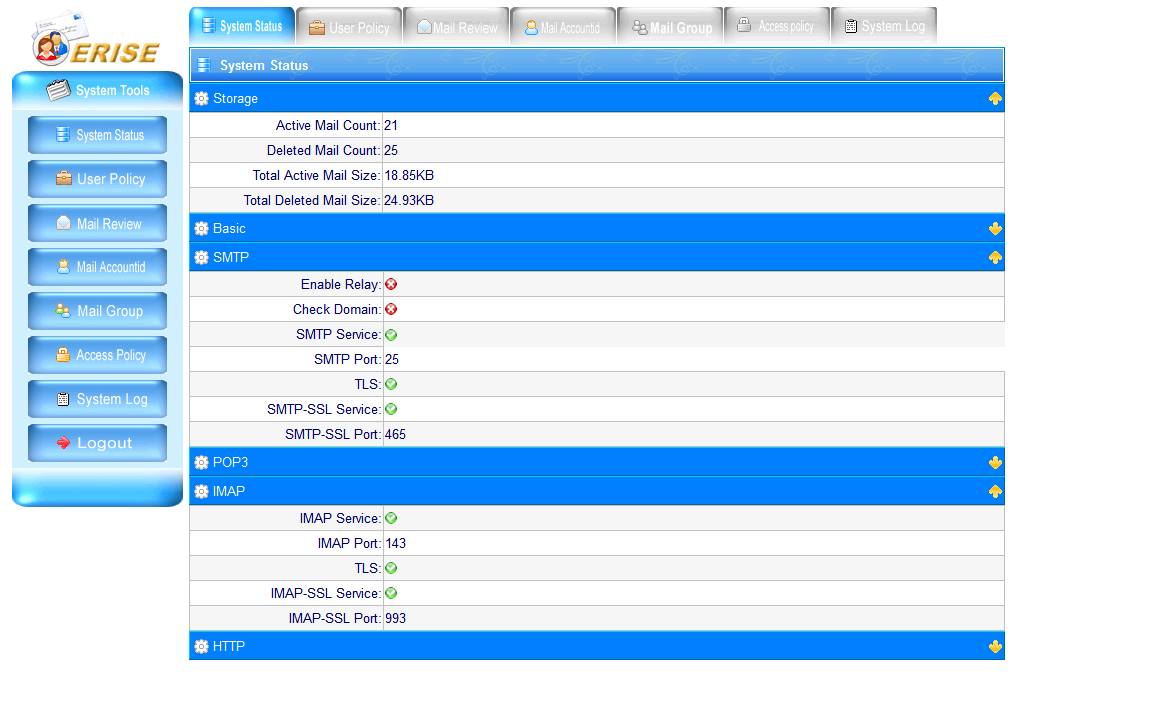 ERISE
System Tools
System Status
User Policy
Mail Review
Mail Accountid
Mail Group
Access Policy
System Log
Logout
System Status User Policy Mail Review Mail Accountid Mail Group Access policy System Log
System Status
Storage
Active Mail Count: 21
Deleted Mail Count: 25
Total Active Mail Size: 18.85KB
Total Deleted Mail Size: 24.93KB
Basic
SMTP
Enable Relay:
Check Domain:
SMTP Service:
SMTP Port: 25
TLS:
SMTP-SSL Service:
SMTP-SSL Port: 465
POP3
IMAP
IMAP Service:
IMAP Port: 143
TLS:
IMAP-SSL Service:
IMAP-SSL Port: 993
HTTP